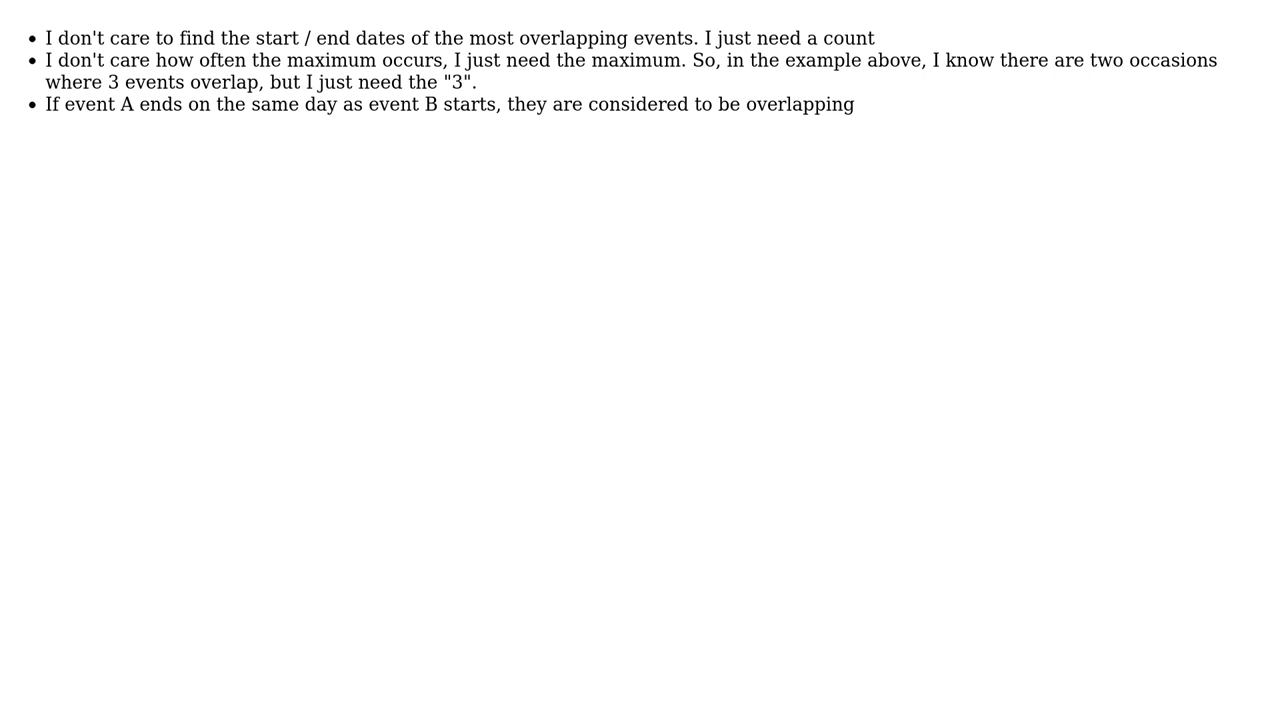 • I don't care to find the start / end dates of the most overlapping events. I just need a count
• I don't care how often the maximum occurs, I just need the maximum. So, in the example above, I know there are two occasions
where 3 events overlap, but I just need the "3".
• If event A ends on the same day as event B starts, they are considered to be overlapping